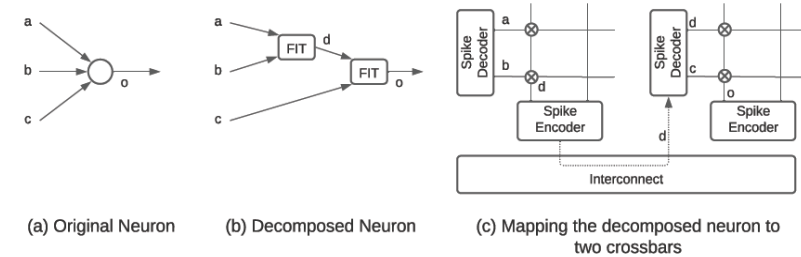 a
b
c
o
(a) Original Neuron
a
b
c
FIT
d
FIT
o
(b) Decomposed Neuron
Spike
Decoder
a
b
d
Spike
Encoder
Spike
Decoder
d
c
o
Spike
Encoder
d
Interconnect
(c) Mapping the decomposed neuron to
two crossbars